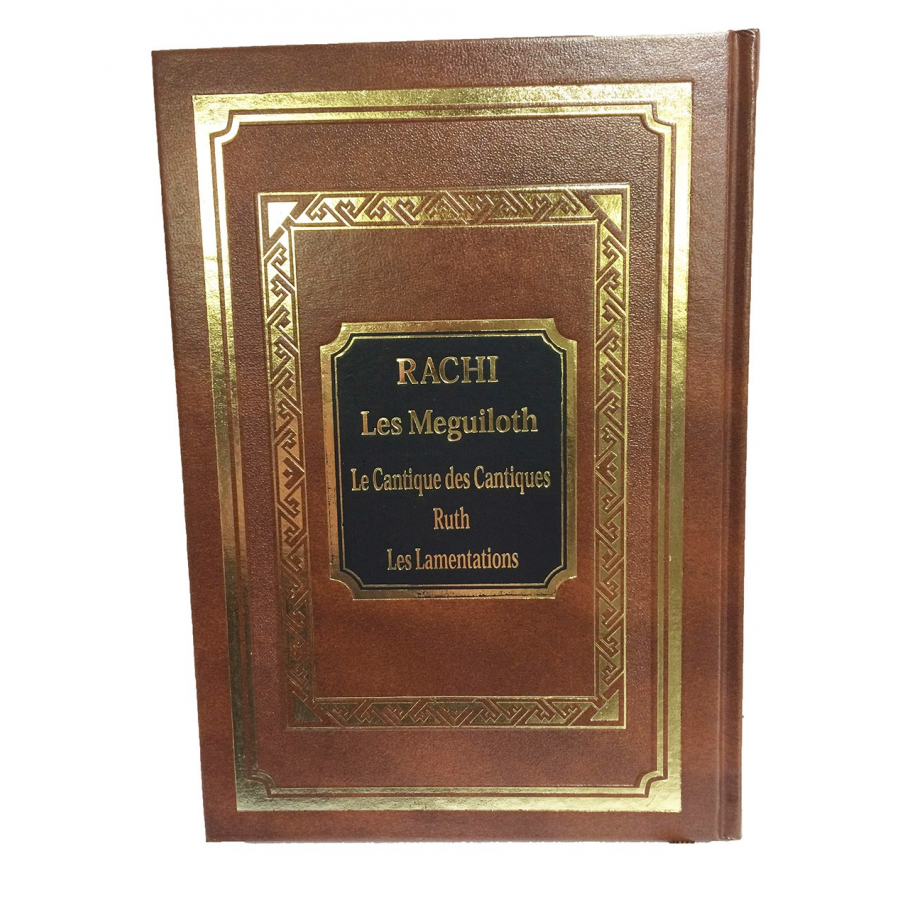 RACHI
Les Meguiloth
Le Cantique des Cantiques
Ruth
Les Lamentations